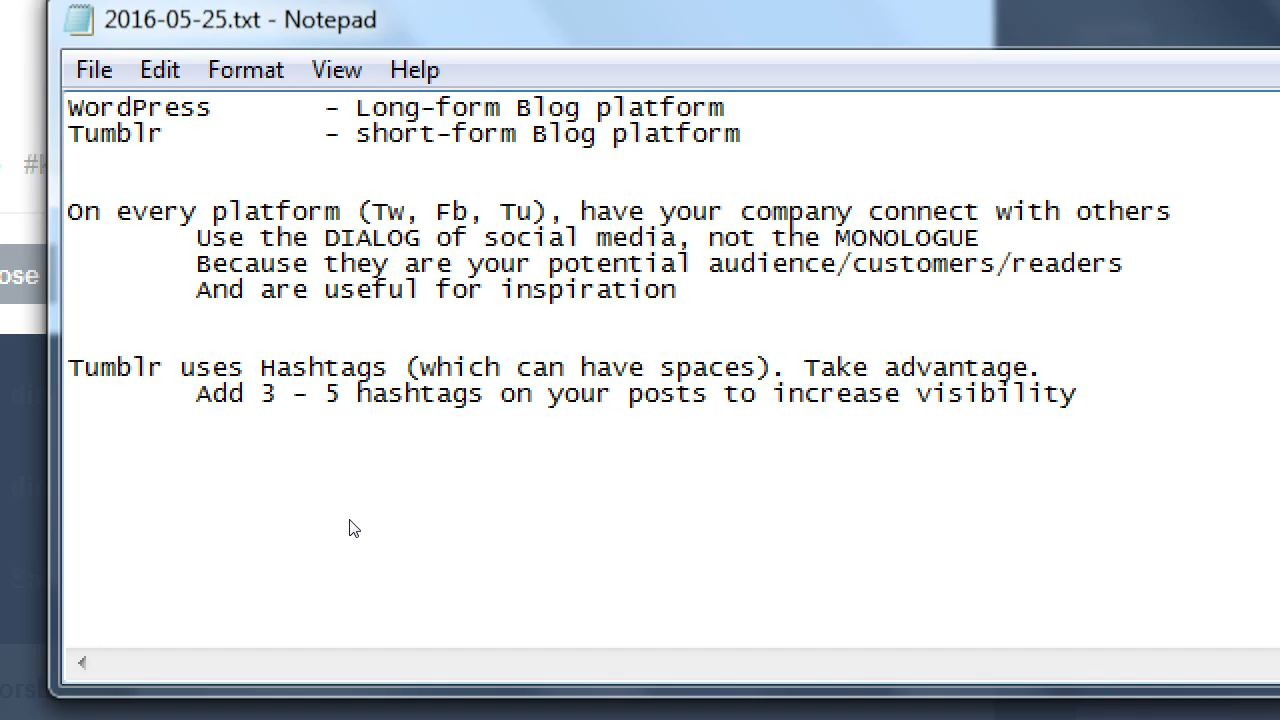 2016-05-25.txt - Notepad
File Edit Format View Help
WordPress - Long-form Blog platform
Tumblr - short-form Blog platform
On every platform (Tw, Fb, Tu), have your company connect with others
Use the DIALOG of social media, not the MONOLOGUE
Because they are your potential audience/customers/readers
And are useful for inspiration
Tumblr uses Hashtags (which can have spaces). Take advantage.
Add 3 - 5 hashtags on your posts to increase visibility